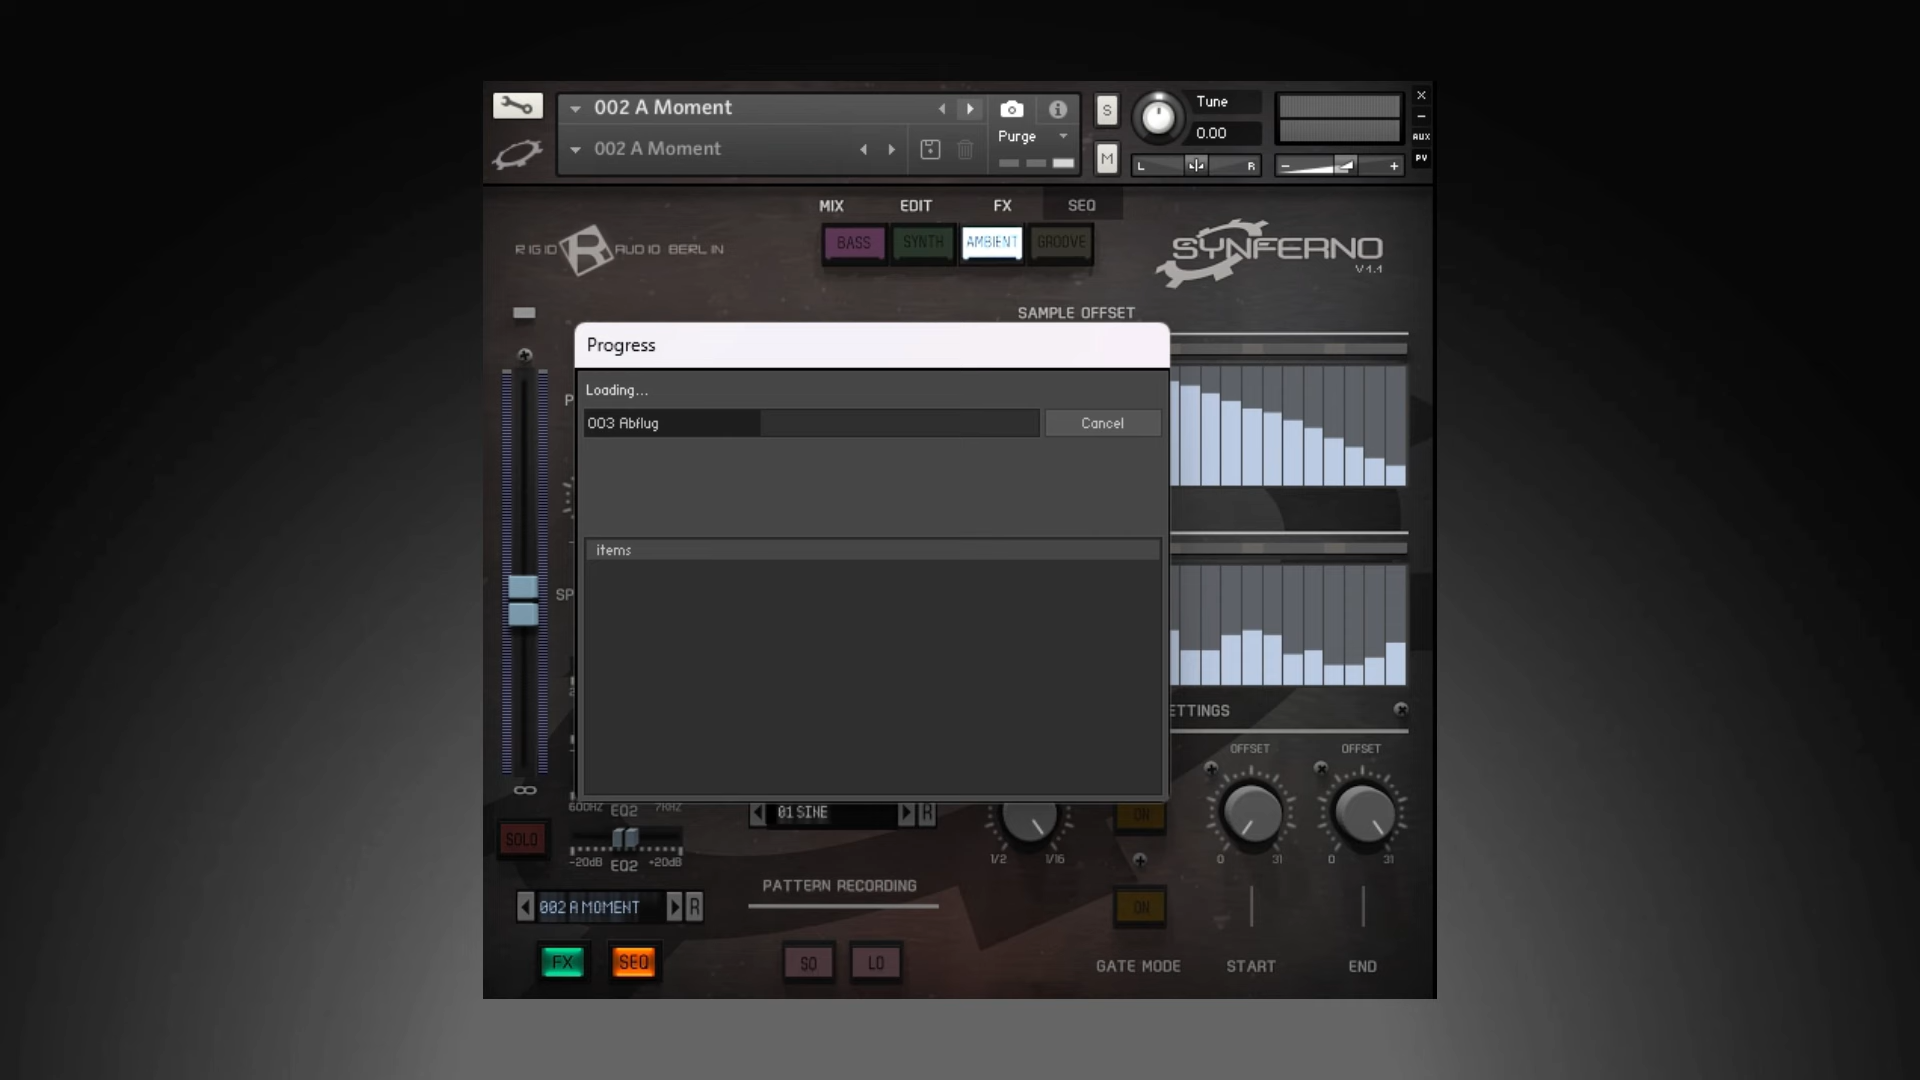 002 A Moment
002 A Moment
Purge
S
M
Tune
0.00
L
R
−
+
X
−
AUX
PV
MIX
EDIT
FX
SEQ
RIGID R AUDIO BERLIN
BASS
SYNTH
AMBIENT
GROOVE
SYNFERNO
V1.1
SAMPLE OFFSET
Progress
Loading...
003 Abflug
Cancel
items
P
SP
ETTINGS
OFFSET
OFFSET
600HZ EQ2 7KHZ
01 SINE
R
ON
1/2
1/16
0
31
0
31
SOLO
-20dB EQ2 +20dB
PATTERN RECORDING
002 A MOMENT
R
ON
FX
SEQ
SO
LO
GATE MODE
START
END